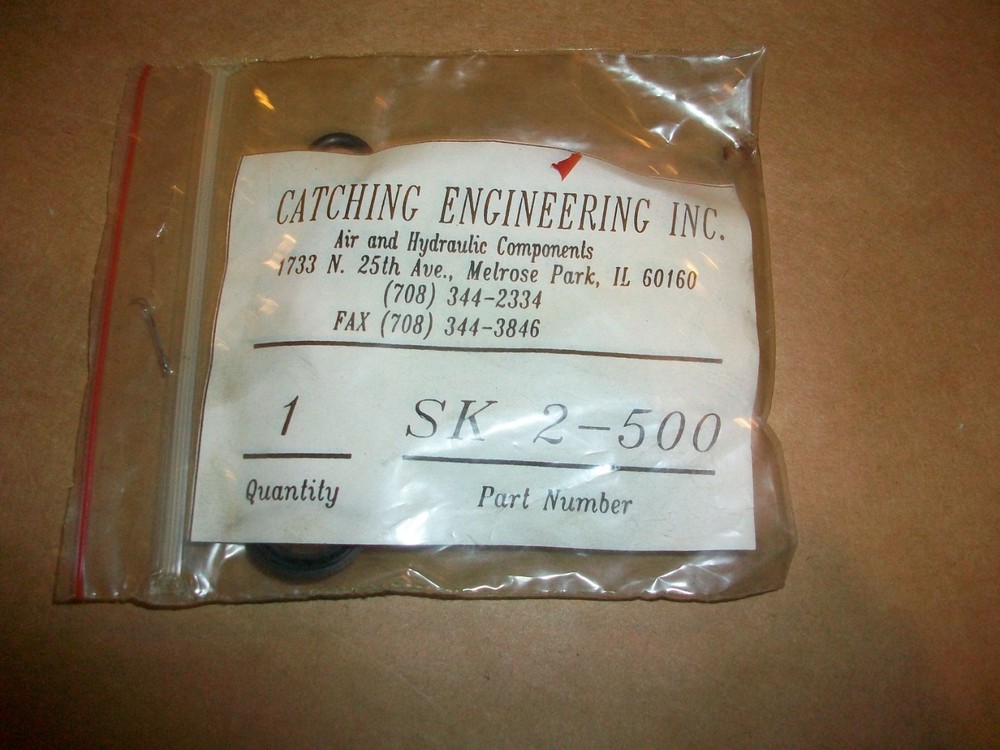 CATCHING ENGINEERING INC.
Air and Hydraulic Components
1733 N. 25th Ave., Melrose Park, IL 60160
(708) 344-2334
FAX (708) 344-3846
1 SK 2-500
Quantity Part Number